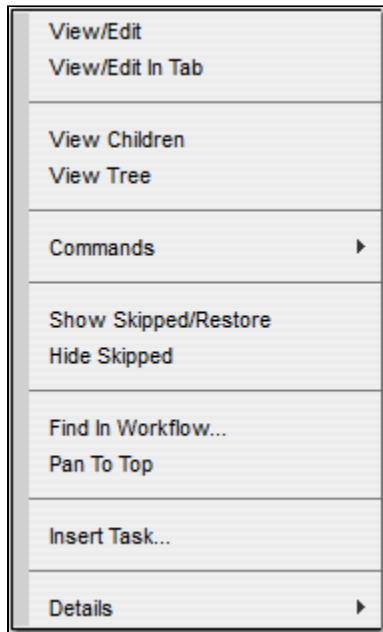 View/Edit
View/Edit In Tab
View Children
View Tree
Commands
Show Skipped/Restore
Hide Skipped
Find In Workflow...
Pan To Top
Insert Task...
Details